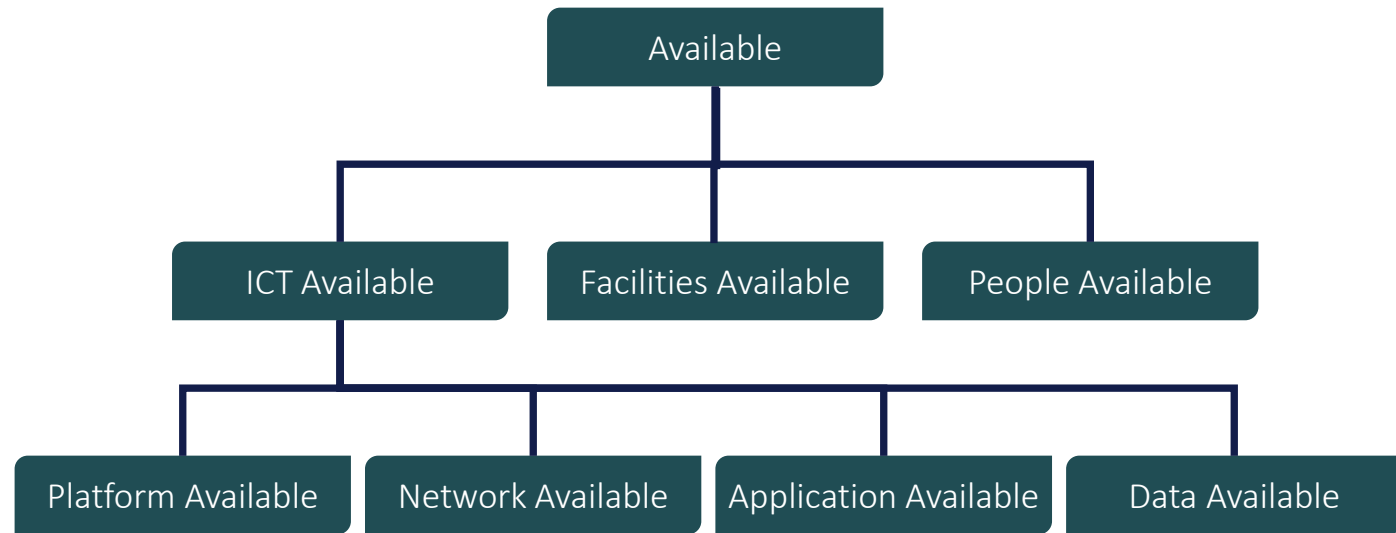 Available
ICT Available
Facilities Available
People Available
Platform Available
Network Available
Application Available
Data Available